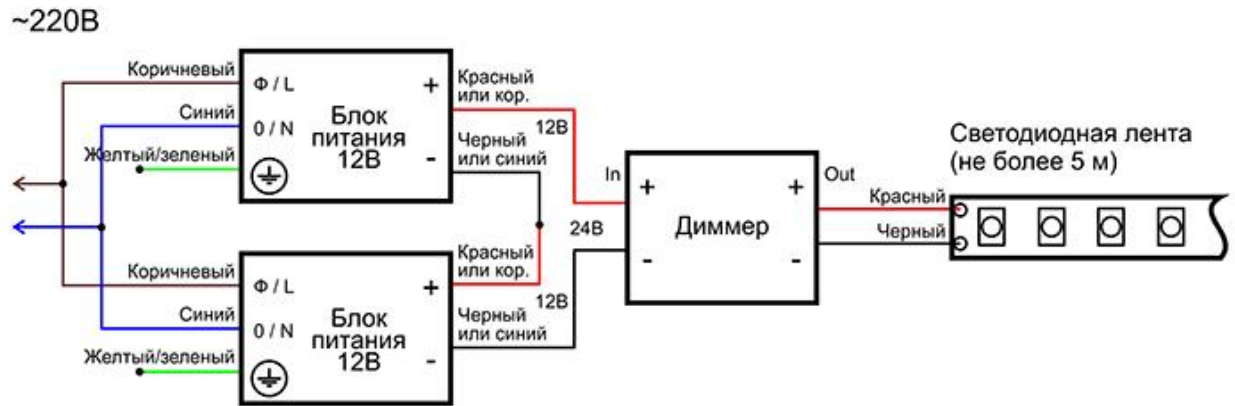 ~220В
Коричневый
Ф / L
+
Красный
или кор.
Синий
0 / N
Блок
питания
12В
12В
Черный
или синий
-
Желтый/зеленый
Светодиодная лента
(не более 5 м)
In
+
+
Out
Красный
Диммер
24В
Черный
-
-
Коричневый
Ф / L
+
Красный
или кор.
12В
Синий
0 / N
Блок
питания
12В
Черный
или синий
-
Желтый/зеленый